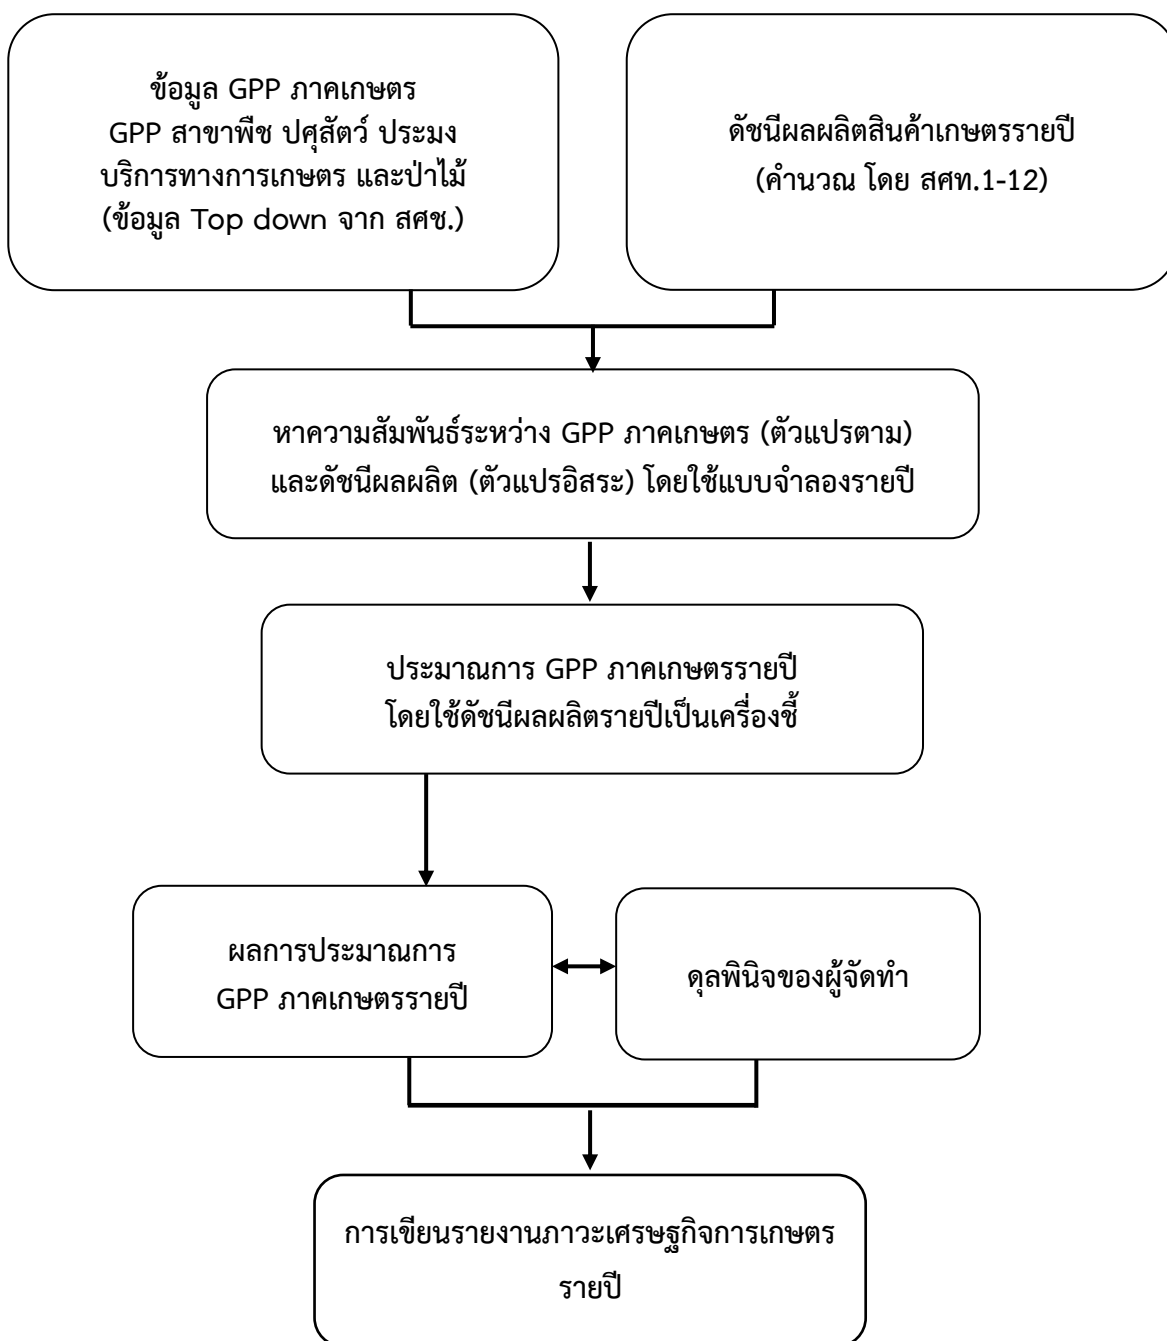 ข้อมูล GPP ภาคเกษตร
GPP สาขาพืช ปศุสัตว์ ประมง
บริการทางการเกษตร และป่าไม้
(ข้อมูล Top down จาก สศช.)
ดัชนีผลผลิตสินค้าเกษตรรายปี
(คำนวณ โดย สศท.1-12)
หาความสัมพันธ์ระหว่าง GPP ภาคเกษตร (ตัวแปรตาม)
และดัชนีผลผลิต (ตัวแปรอิสระ) โดยใช้แบบจำลองรายปี
ประมาณการ GPP ภาคเกษตรรายปี
โดยใช้ดัชนีผลผลิตรายปีเป็นเครื่องชี้
ผลการประมาณการ
GPP ภาคเกษตรรายปี
ดุลพินิจของผู้จัดทำ
การเขียนรายงานภาวะเศรษฐกิจการเกษตร
รายปี